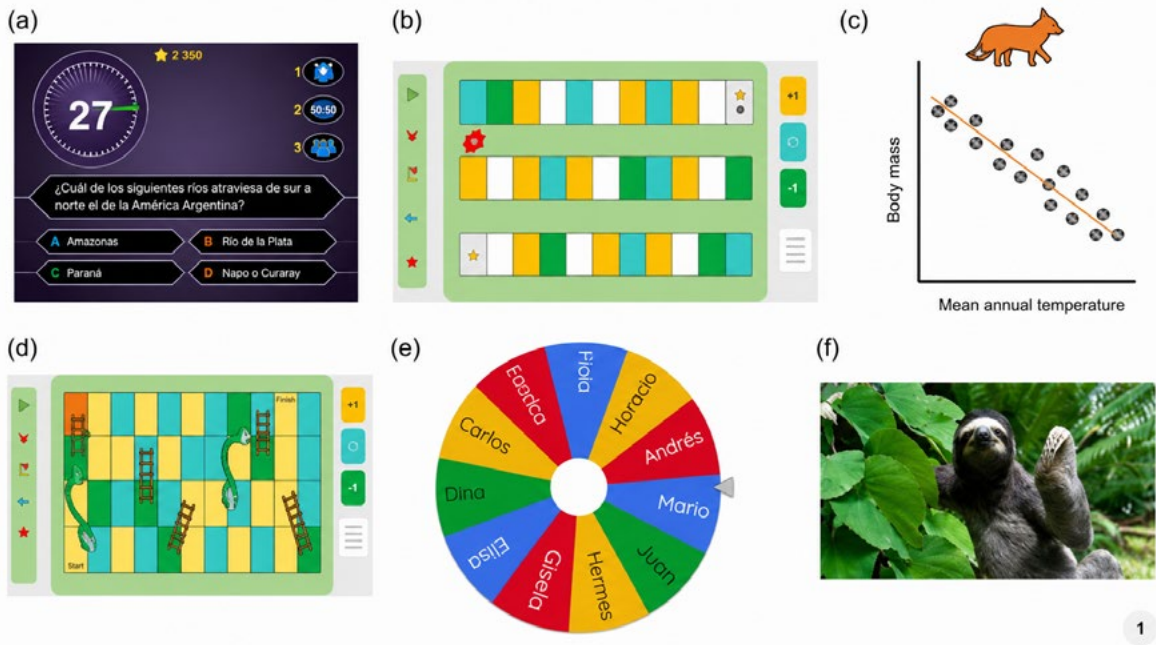 (a)
27
2 350
1
2 50:50
3
¿Cuál de los siguientes ríos atraviesa de sur a
norte el de la América Argentina?
A Amazonas
B Río de la Plata
C Paraná
D Napo o Curaray
(b)
+1
-1
(c)
Body mass
Mean annual temperature
(d)
Finish
Start
+1
-1
(e)
Horacio
Andrés
Mario
Juan
Hermes
Gisela
Elisa
Dina
Carlos
(f)
1